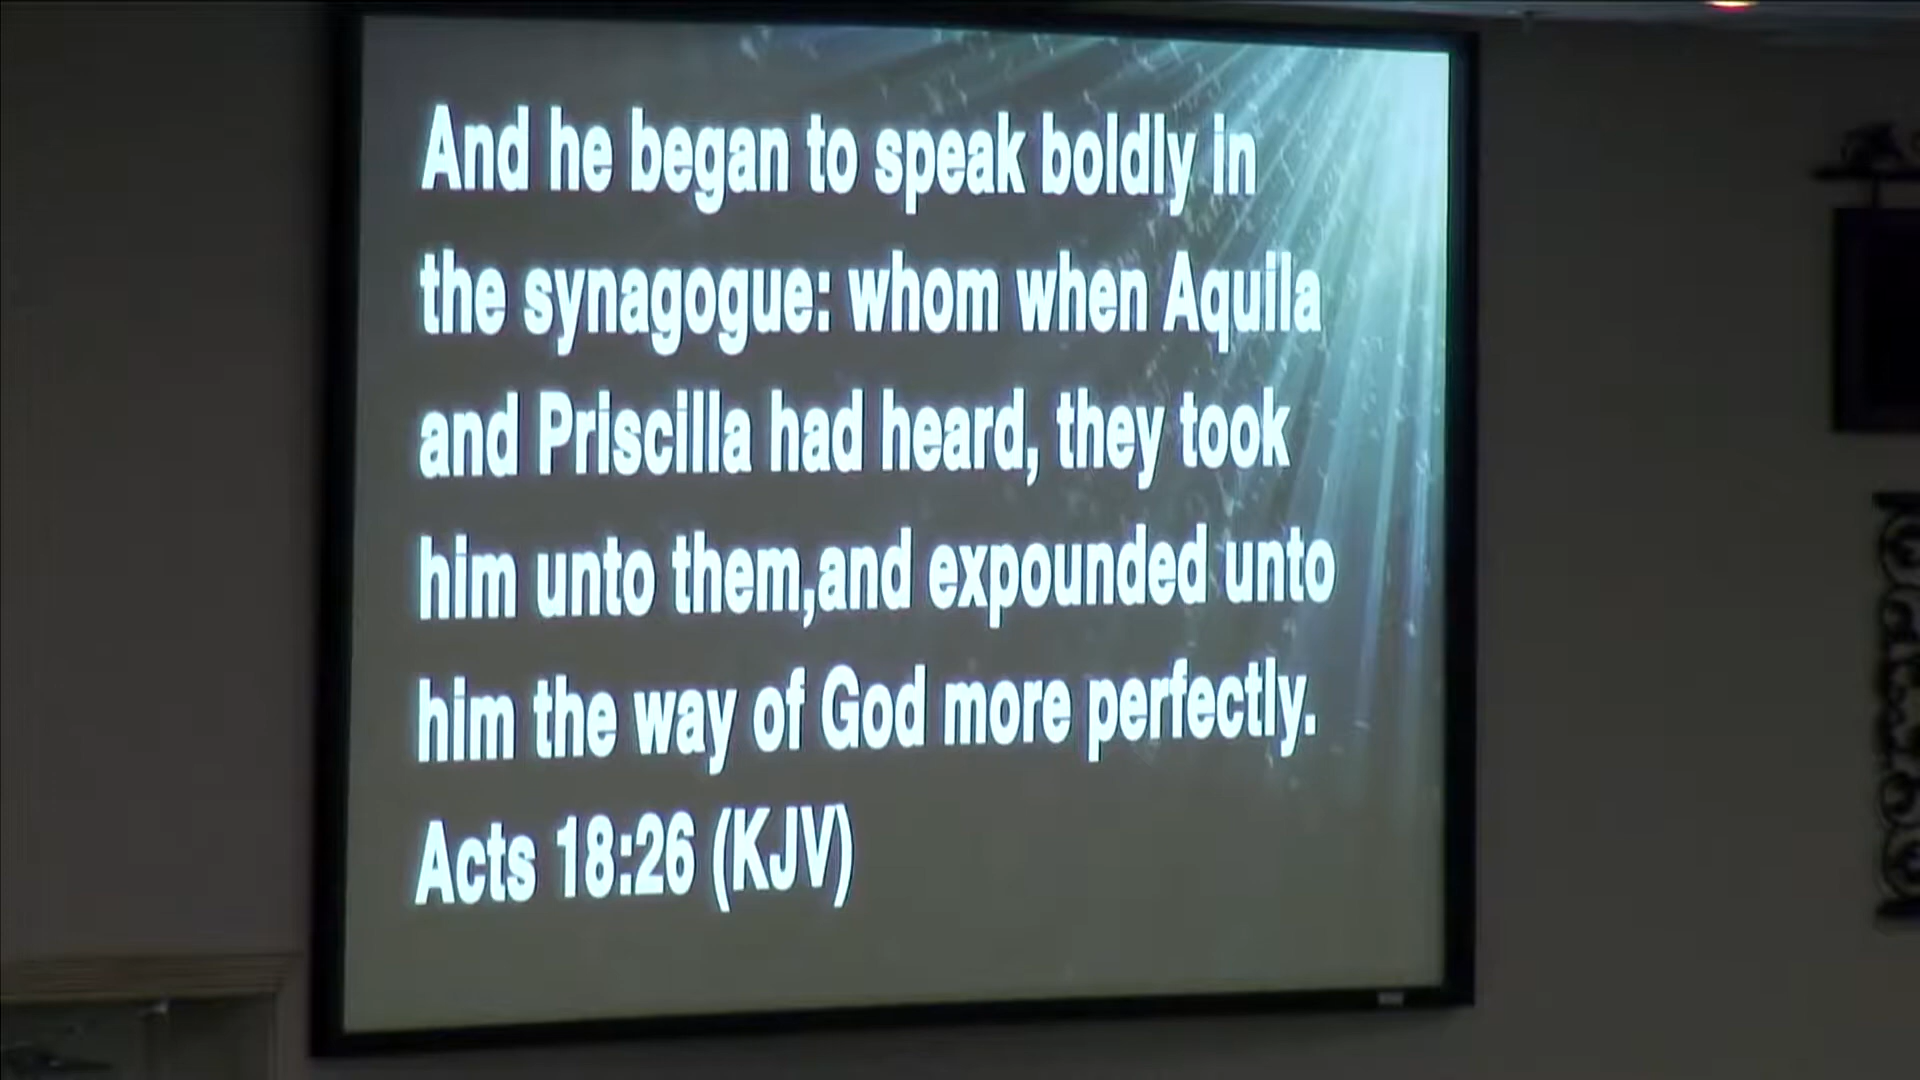 And he began to speak boldly in
the synagogue: whom when Aquila
and Priscilla had heard, they took
him unto them,and expounded unto
him the way of God more perfectly.
Acts 18:26 (KJV)